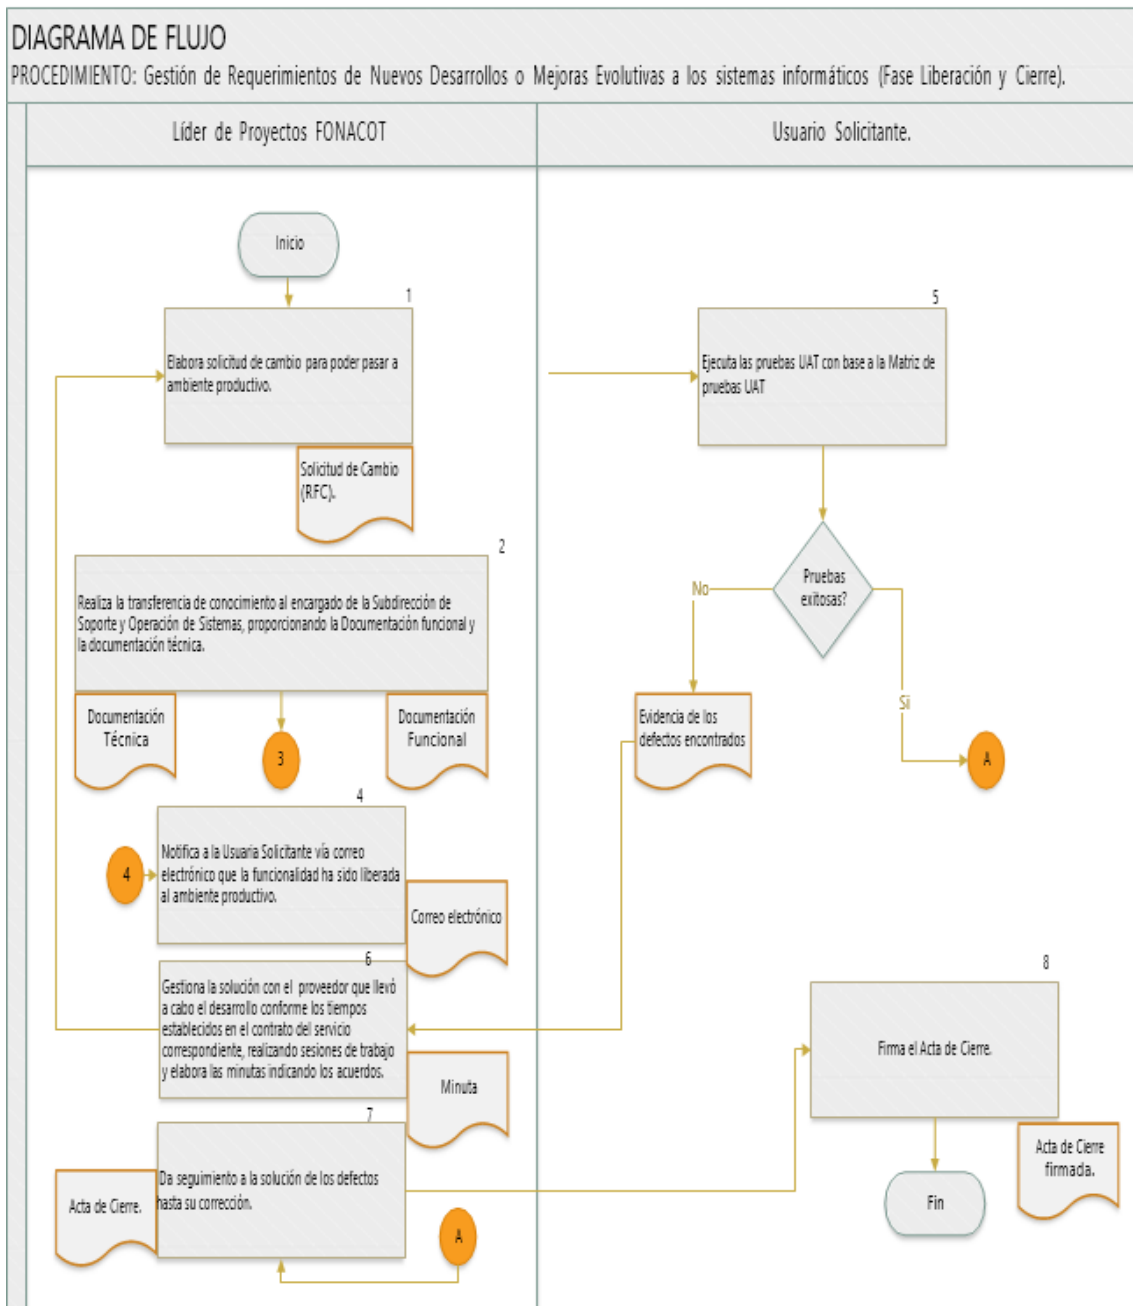 DIAGRAMA DE FLUJO
PROCEDIMIENTO: Gestión de Requerimientos de Nuevos Desarrollos o Mejoras Evolutivas a los sistemas informáticos (Fase Liberación y Cierre).
Líder de Proyectos FONACOT
Usuario Solicitante.
Inicio
1
Elabora solicitud de cambio para poder pasar a
ambiente productivo.
Solicitud de Cambio
(RFC).
2
Realiza la transferencia de conocimiento al encargado de la Subdirección de
Soporte y Operación de Sistemas, proporcionando la Documentación funcional y
la documentación técnica.
Documentación
Técnica
3
Documentación
Funcional
4
4
Notifica a la Usuaria Solicitante vía correo
electrónico que la funcionalidad ha sido liberada
al ambiente productivo.
Correo electrónico
6
Gestiona la solución con el proveedor que llevó
a cabo el desarrollo conforme los tiempos
establecidos en el contrato del servicio
correspondiente, realizando sesiones de trabajo
y elabora las minutas indicando los acuerdos.
Minuta
7
Da seguimiento a la solución de los defectos
hasta su corrección.
Acta de Cierre.
A
5
Ejecuta las pruebas UAT con base a la Matriz de
pruebas UAT
Pruebas
exitosas?
No
Si
Evidencia de los
defectos encontrados
A
8
Firma el Acta de Cierre.
Acta de Cierre
firmada.
Fin